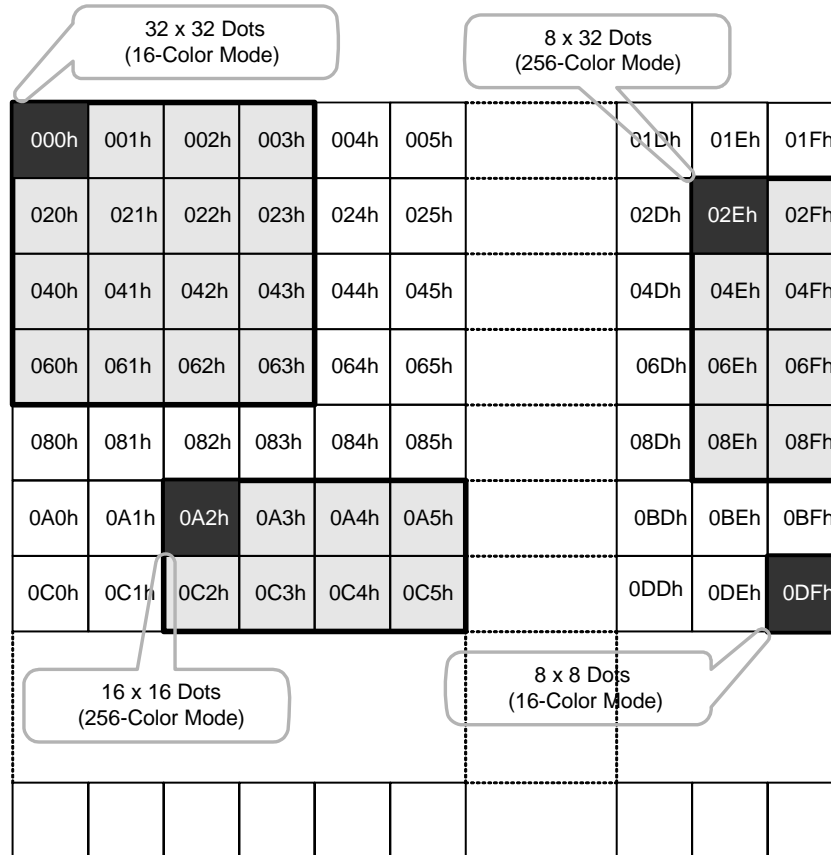 32 x 32 Dots
(16-Color Mode)
8 x 32 Dots
(256-Color Mode)
000h 001h 002h 003h 004h 005h 01Dh 01Eh 01Fh
020h 021h 022h 023h 024h 025h 02Dh 02Eh 02Fh
040h 041h 042h 043h 044h 045h 04Dh 04Eh 04Fh
060h 061h 062h 063h 064h 065h 06Dh 06Eh 06Fh
080h 081h 082h 083h 084h 085h 08Dh 08Eh 08Fh
0A0h 0A1h 0A2h 0A3h 0A4h 0A5h 0BDh 0BEh 0BFh
0C0h 0C1h 0C2h 0C3h 0C4h 0C5h 0DDh 0DEh 0DFh
16 x 16 Dots
(256-Color Mode)
8 x 8 Dots
(16-Color Mode)